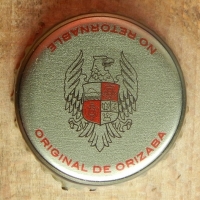 NO RETORNABLE
ORIGINAL DE ORIZABA